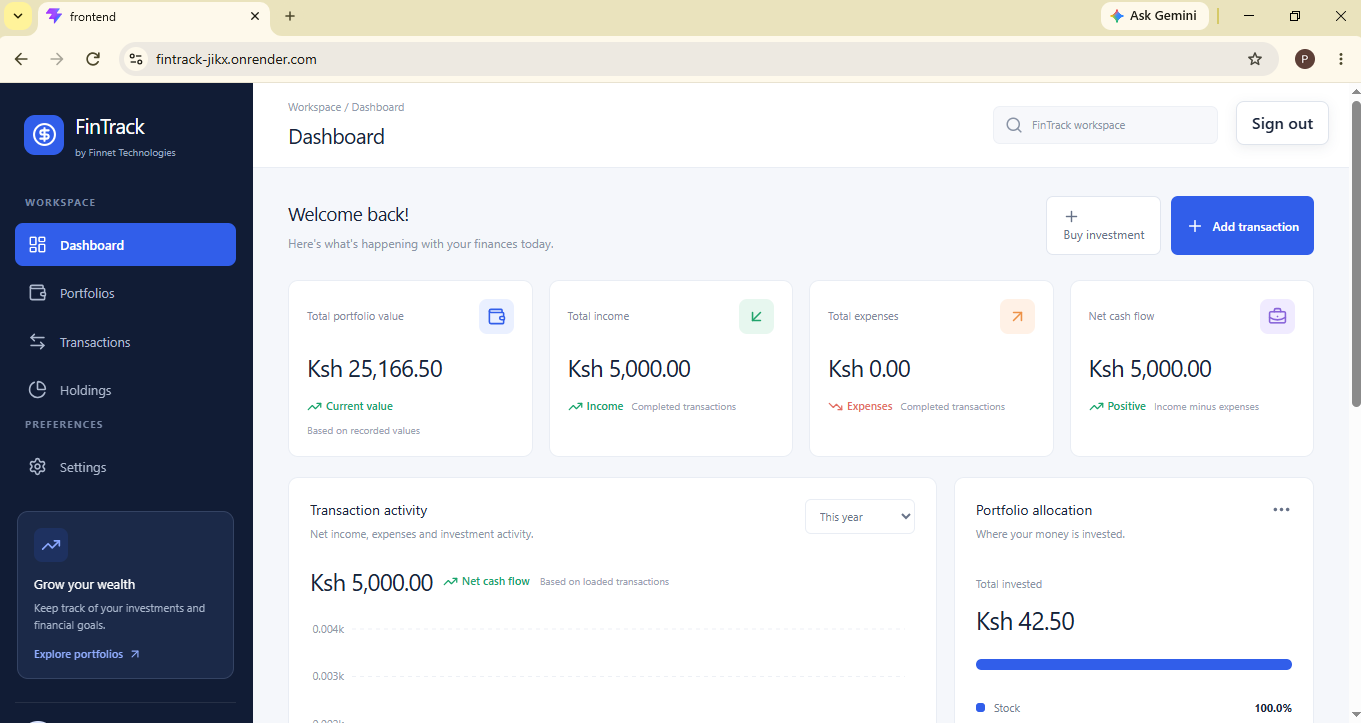 frontend
Ask Gemini
fintrack-jikx.onrender.com
P
FinTrack
by Finnet Technologies
WORKSPACE
Dashboard
Portfolios
Transactions
Holdings
PREFERENCES
Settings
Grow your wealth
Keep track of your investments and
financial goals.
Explore portfolios
Workspace / Dashboard
Dashboard
FinTrack workspace
Sign out
Welcome back!
Here's what's happening with your finances today.
Buy investment
Add transaction
Total portfolio value
Ksh 25,166.50
Current value
Based on recorded values
Total income
Ksh 5,000.00
Income Completed transactions
Total expenses
Ksh 0.00
Expenses Completed transactions
Net cash flow
Ksh 5,000.00
Positive Income minus expenses
Transaction activity
Net income, expenses and investment activity.
This year
Ksh 5,000.00 Net cash flow Based on loaded transactions
0.004k
0.003k
Portfolio allocation
Where your money is invested.
Total invested
Ksh 42.50
Stock 100.0%